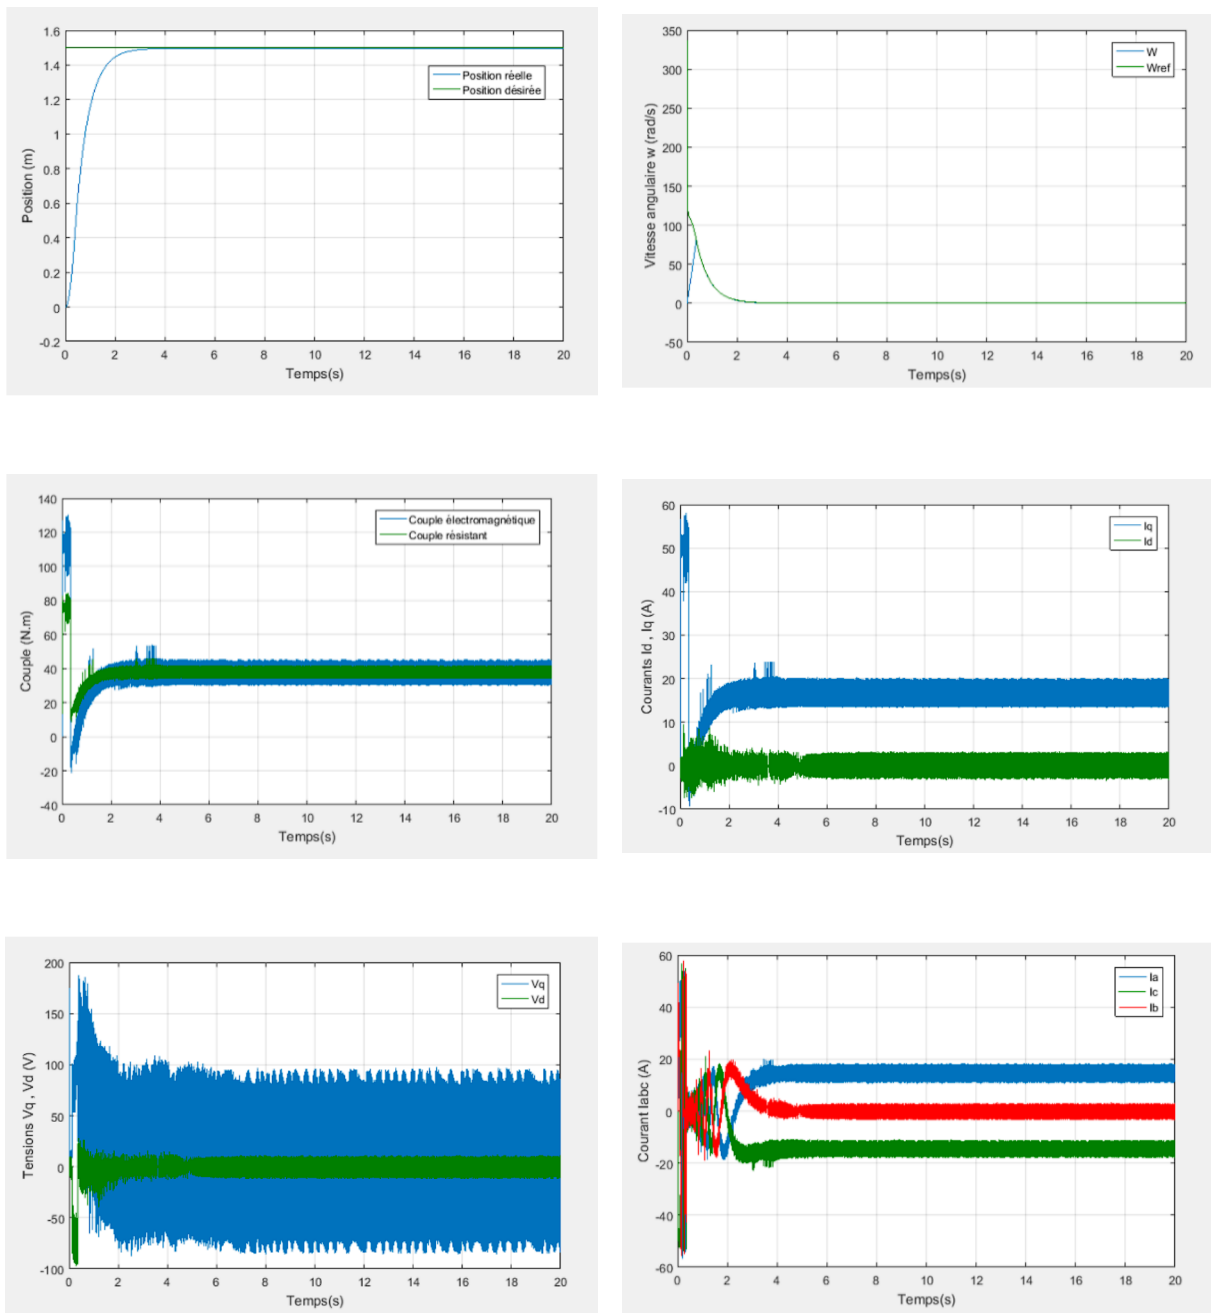 1.6
1.4
1.2
1
0.8
0.6
0.4
0.2
0
-0.2
Position (m)
Position réelle
Position désirée
0 2 4 6 8 10 12 14 16 18 20
Temps(s)
350
300
250
200
150
100
50
0
-50
Vitesse angulaire w (rad/s)
W
Wref
0 2 4 6 8 10 12 14 16 18 20
Temps(s)
140
120
100
80
60
40
20
0
-20
-40
Couple (N.m)
Couple électromagnétique
Couple résistant
0 2 4 6 8 10 12 14 16 18 20
Temps(s)
60
50
40
30
20
10
0
-10
Courants Id , Iq (A)
Iq
Id
0 2 4 6 8 10 12 14 16 18 20
Temps(s)
200
150
100
50
0
-50
-100
Tensions Vq , Vd (V)
Vq
Vd
0 2 4 6 8 10 12 14 16 18 20
Temps(s)
60
40
20
0
-20
-40
-60
Courant Iabc (A)
Ia
Ic
Ib
0 2 4 6 8 10 12 14 16 18 20
Temps(s)